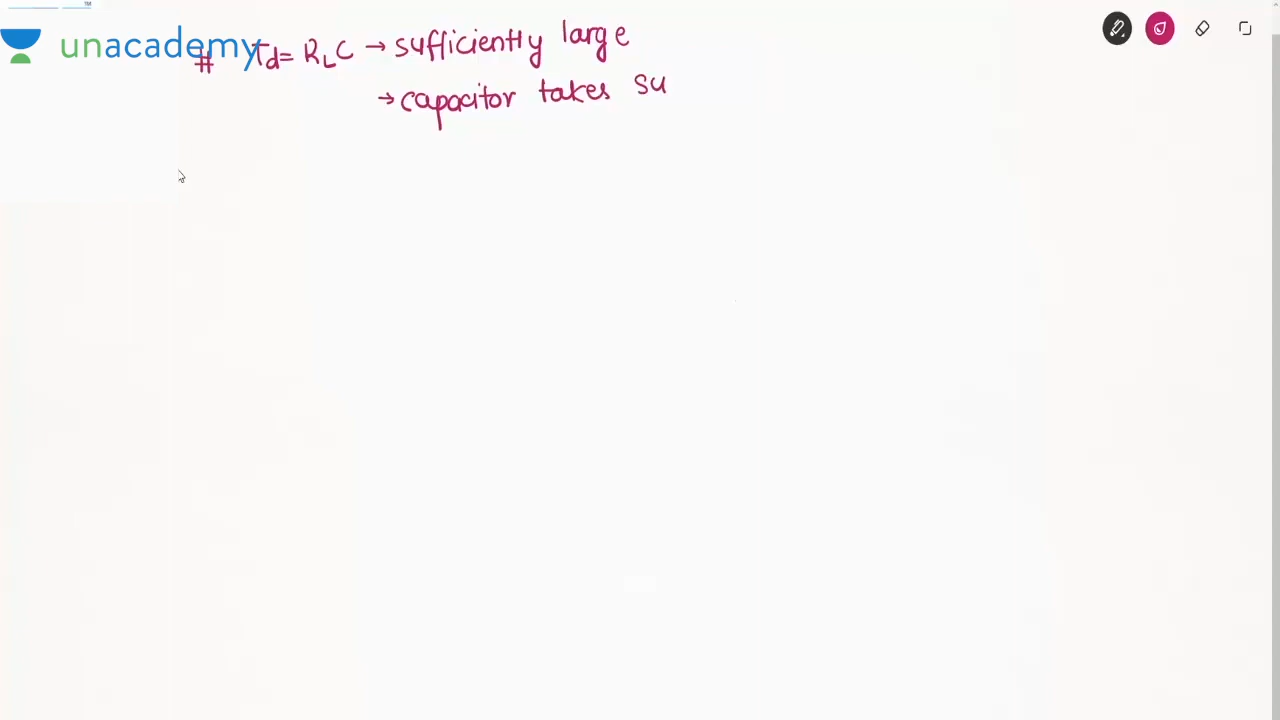 unacademy
# τd = RLC → sufficiently large
→ capacitor takes su